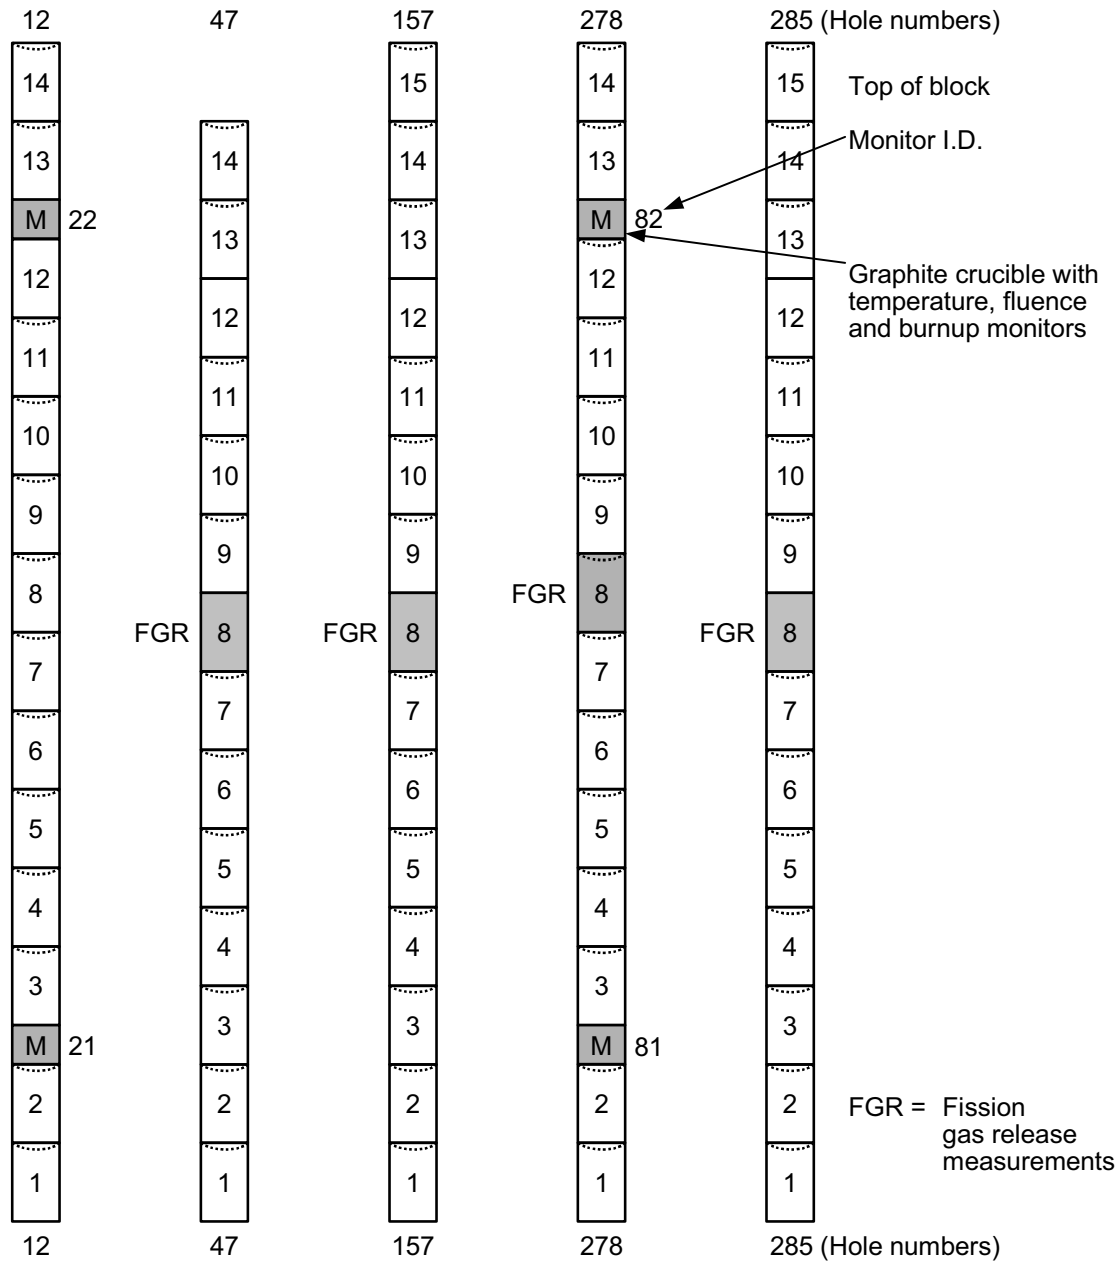 12 47 157 278 285 (Hole numbers)
14 15 14 15 Top of block
13 14 14 13 14 Monitor I.D.
M 22 13 13 M 82 13
12 12 Graphite crucible with
temperature, fluence
and burnup monitors
12 12 12
11 11
11 11 11
10 10
10 10 10
9 9
9 9 9
8 FGR 8
FGR 8 FGR 8 FGR 8
7 7
7 7 7
6 6
6 6 6
5 5
5 5 5
4 4
4 4 4
3 3
3 3 3
M 21 M 81
2 2 2 2 2 FGR = Fission
gas release
measurements
1 1 1 1 1
12 47 157 278 285 (Hole numbers)